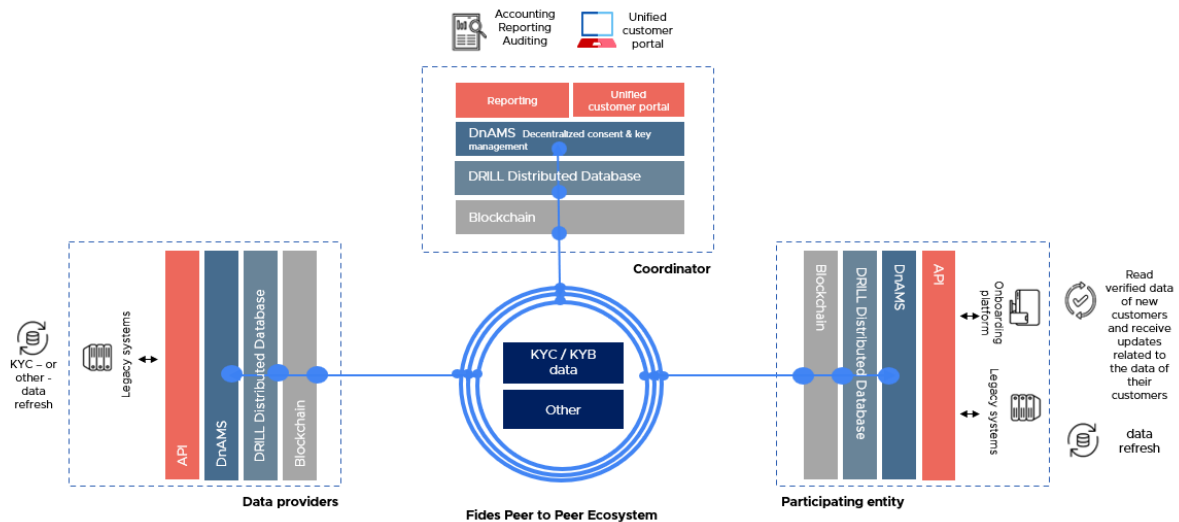 Accounting
Reporting
Auditing
Unified
customer
portal
Reporting
Unified
customer portal
DnAMS Decentralized consent & key
management
DRILL Distributed Database
Blockchain
Coordinator
KYC – or
other -
data
refresh
Legacy systems
API
DnAMS
DRILL Distributed Database
Blockchain
Data providers
KYC / KYB
data
Other
Fides Peer to Peer Ecosystem
Blockchain
DRILL Distributed Database
DnAMS
API
Onboarding
platform
Legacy systems
Participating entity
Read
verified data
of new
customers
and receive
updates
related to
the data of
their
customers
data
refresh